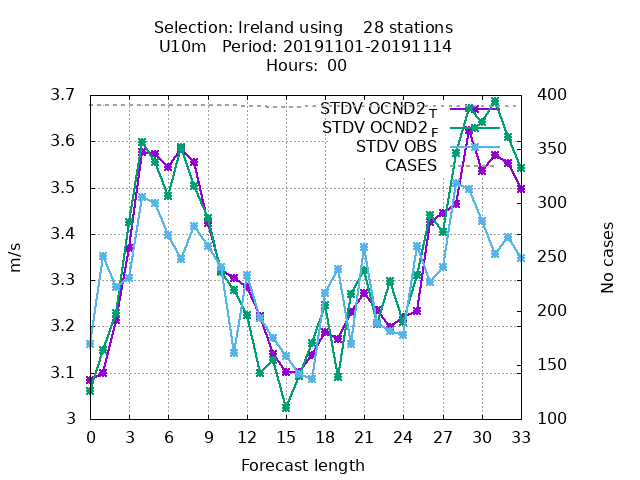 Selection: Ireland using    28 stations
U10m   Period: 20191101-20191114
Hours:  00
3.7
3.6
3.5
3.4
3.3
3.2
3.1
3
m/s
STDV OCND2 T
STDV OCND2 F
STDV OBS
CASES
400
350
300
250
200
150
100
No cases
0 3 6 9 12 15 18 21 24 27 30 33
Forecast length